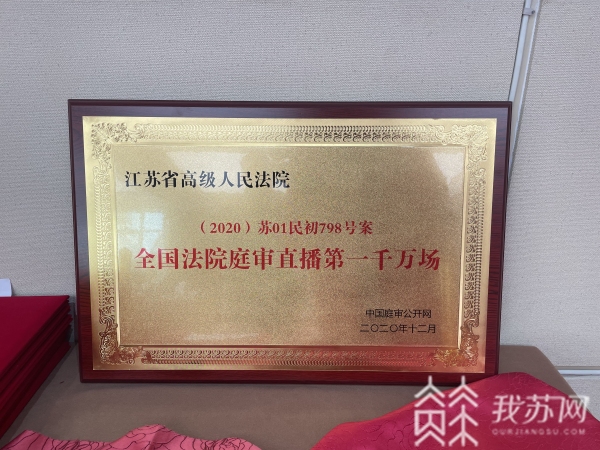 江苏省高级人民法院
（2020）苏01民初798号案
全国法院庭审直播第一千万场
中国庭审公开网
二〇二〇年十二月
我苏网
OURJIANGSU.COM